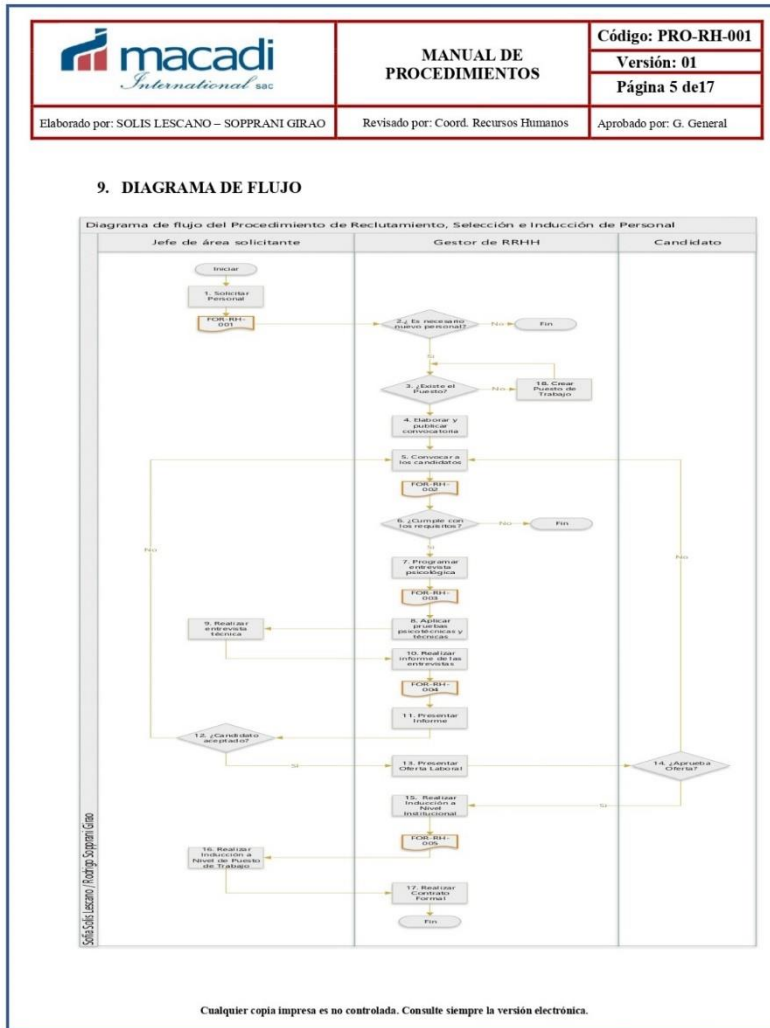 macadi
International sac
MANUAL DE
PROCEDIMIENTOS
Código: PRO-RH-001
Versión: 01
Página 5 de17
Elaborado por: SOLIS LESCANO – SOPPRANI GIRAO
Revisado por: Coord. Recursos Humanos
Aprobado por: G. General
9. DIAGRAMA DE FLUJO
Diagrama de flujo del Procedimiento de Reclutamiento, Selección e Inducción de Personal
Jefe de área solicitante
Gestor de RRHH
Candidato
Iniciar
1. Solicitar
Personal
FOR-RH-
001
2.¿ Es necesario
nuevo personal?
No
Fin
Si
3. ¿Existe el
Puesto?
No
18. Crear
Puesto de
Trabajo
4. Elaborar y
publicar
convocatoria
5. Convocar a
los candidatos
FOR-RH-
002
6. ¿Cumple con
los requisitos?
No
Fin
Si
No
No
7. Programar
entrevista
psicológica
FOR-RH-
003
8. Aplicar
pruebas
psicotécnicas y
técnicas
9. Realizar
entrevista
técnica
10. Realizar
informe de las
entrevistas
FOR-RH-
004
11. Presentar
Informe
12. ¿Candidato
aceptado?
Si
13. Presentar
Oferta Laboral
14. ¿Aprueba
Oferta?
Si
15. Realizar
Inducción a
Nivel
Institucional
FOR-RH-
005
16. Realizar
Inducción a
Nivel de Puesto
de Trabajo
17. Realizar
Contrato
Formal
Fin
Sofia Solis Lescano / Rodrigo Sopprani Girao
Cualquier copia impresa es no controlada. Consulte siempre la versión electrónica.